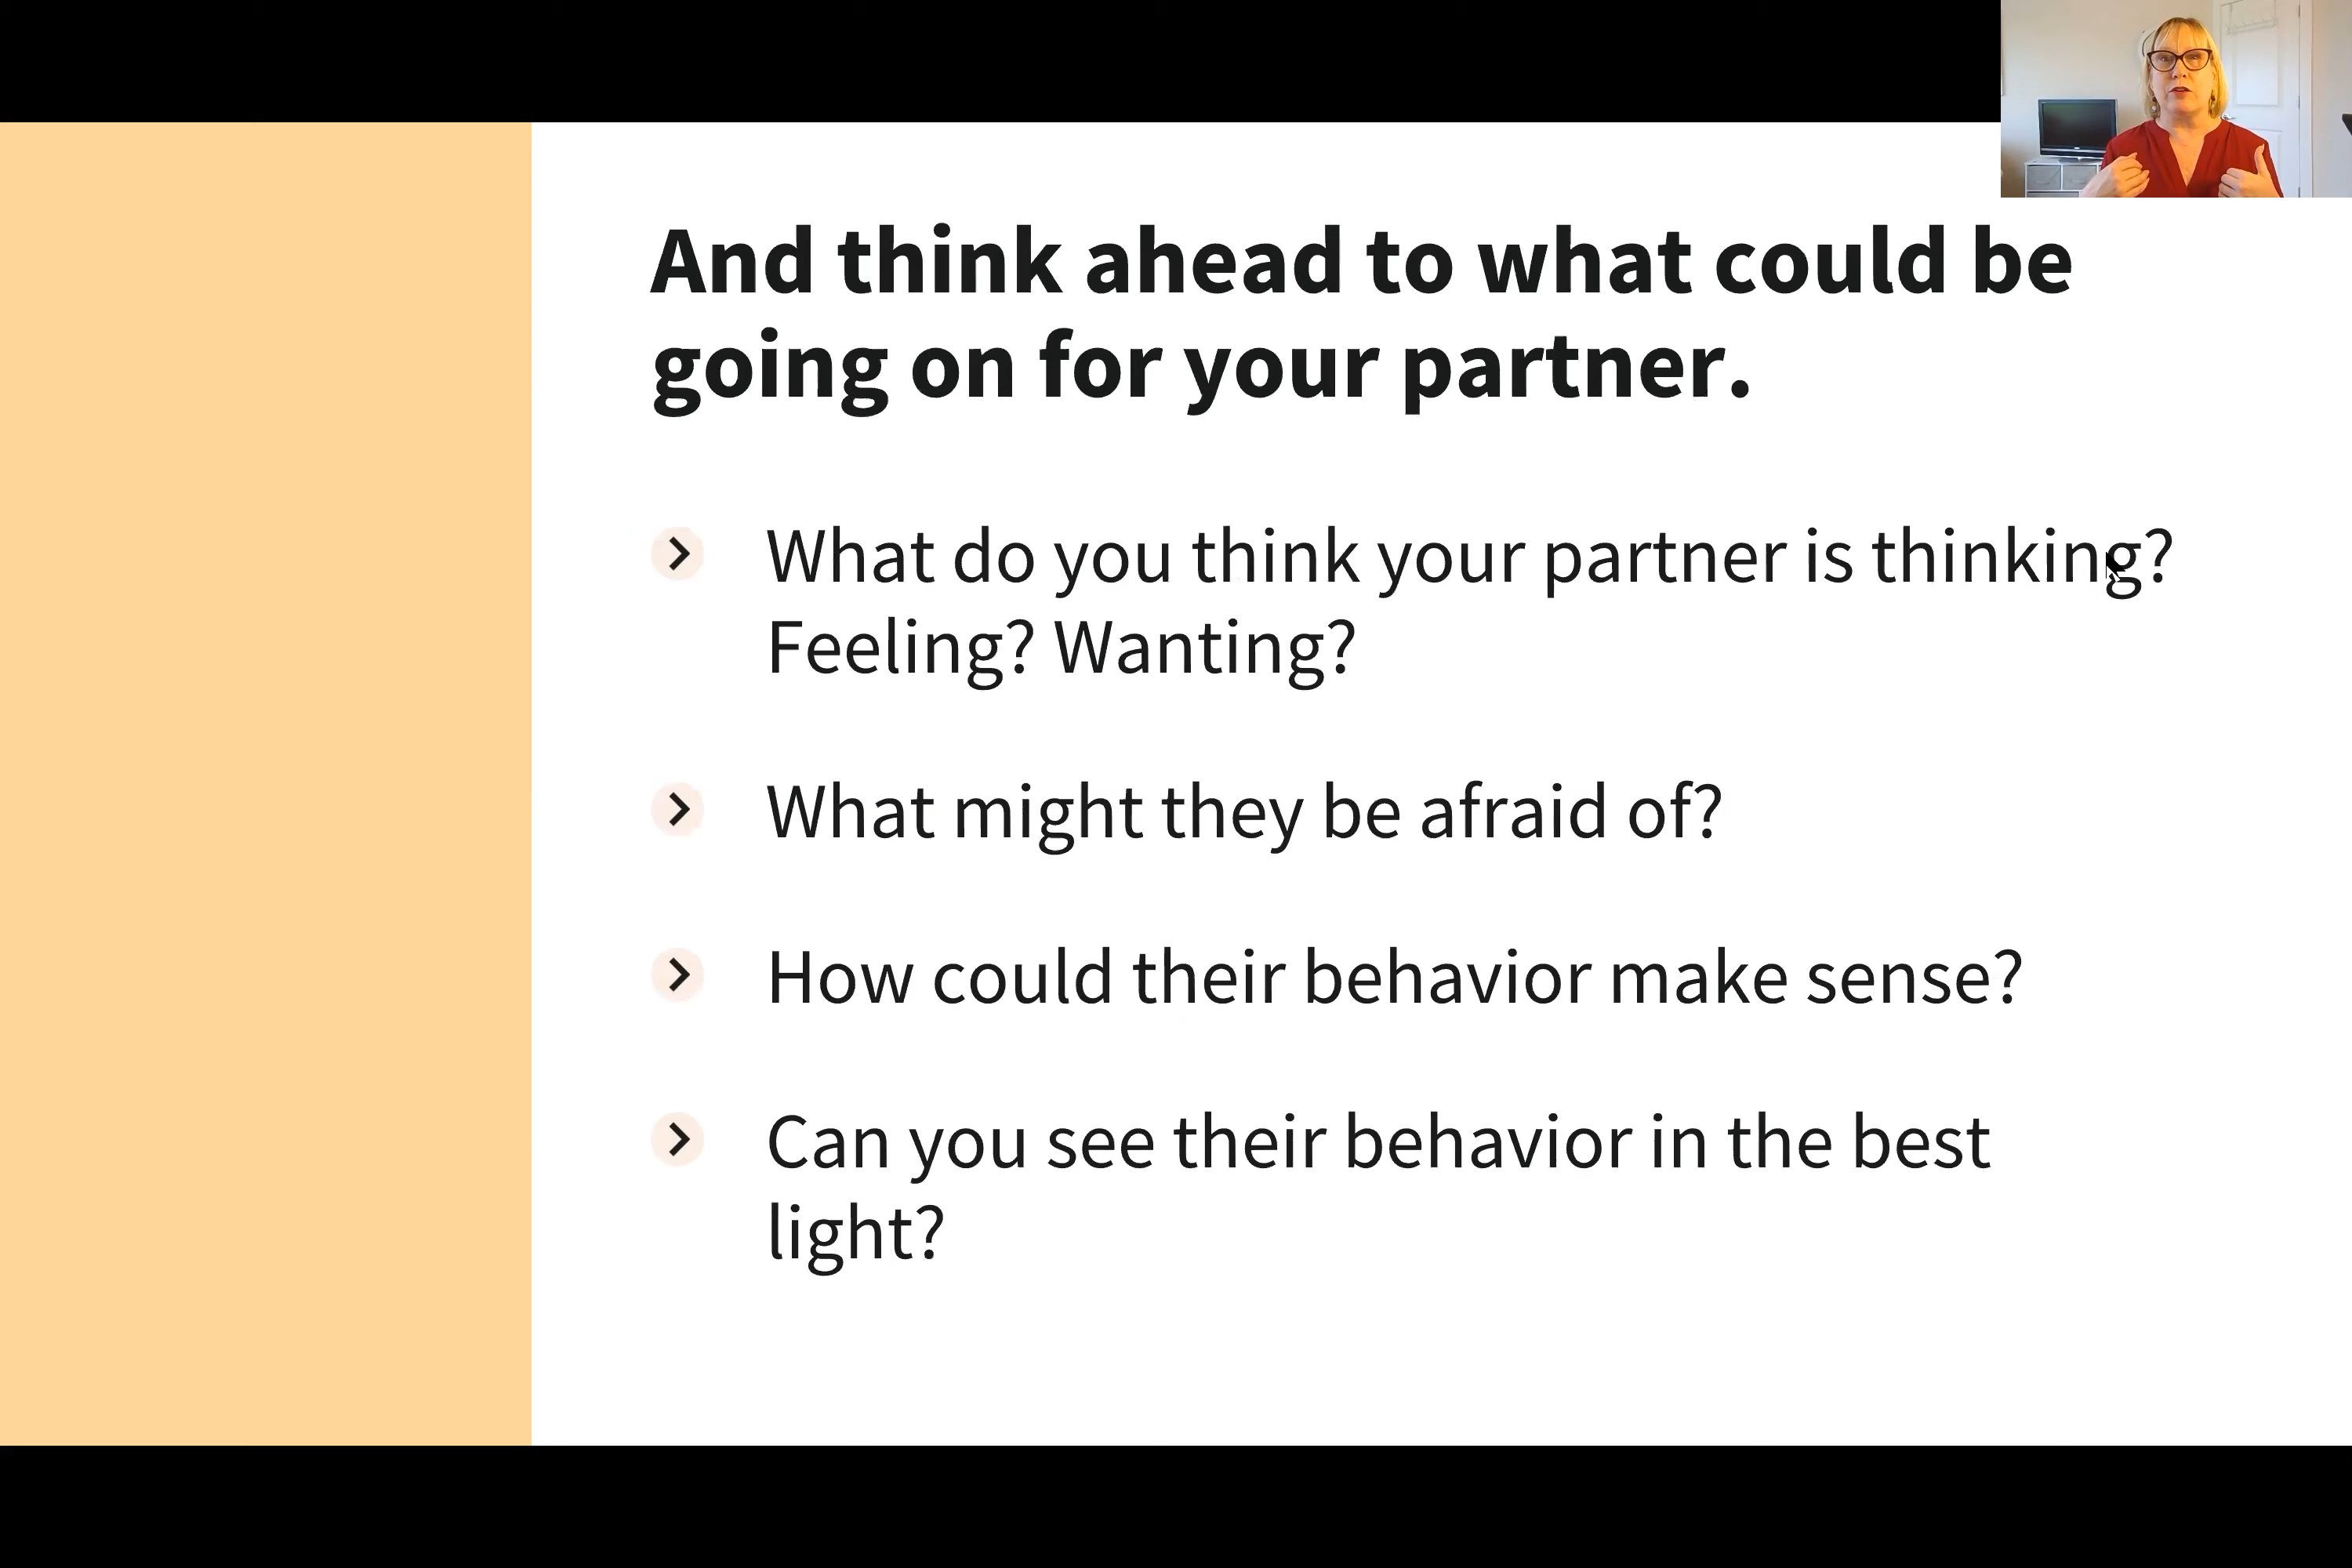 And think ahead to what could be
going on for your partner.
What do you think your partner is thinking?
Feeling? Wanting?
What might they be afraid of?
How could their behavior make sense?
Can you see their behavior in the best
light?